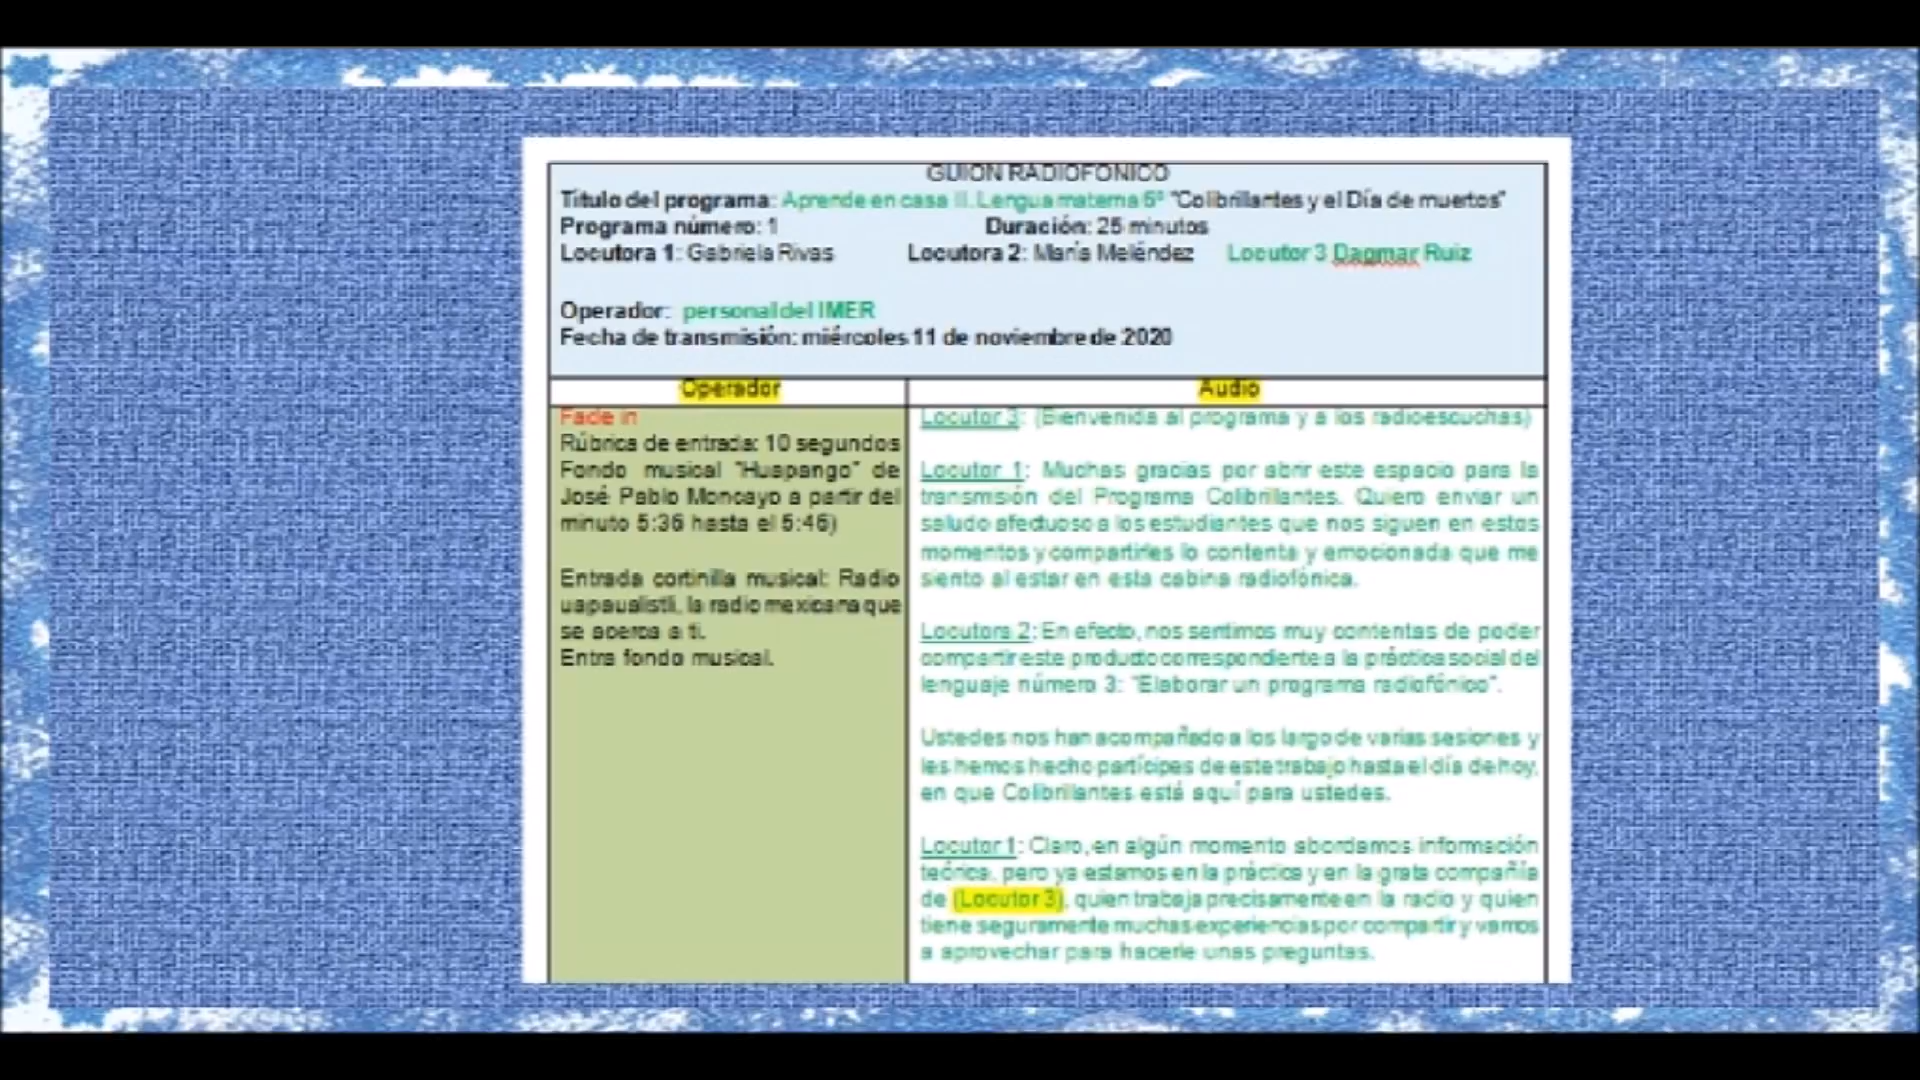 GUION RADIOFONICO
Título del programa: Aprende en casa II. Lengua materna 5° "Colibrillantes y el Día de muertos"
Programa número: 1 Duración: 25 minutos
Locutora 1: Gabriela Rivas Locutora 2: María Meléndez Locutor 3 Dagmar Ruiz
Operador: personal del IMER
Fecha de transmisión: miércoles 11 de noviembre de 2020
Operador
Audio
Fade in
Rúbrica de entrada: 10 segundos
Fondo musical "Huapango" de
José Pablo Moncayo a partir del
minuto 5:36 hasta el 5:46)
Entrada cortinilla musical: Radio
uapaualistli, la radio mexicana que
se acerca a ti.
Entra fondo musical.
Locutor 3: (Bienvenida al programa y a los radioescuchas)
Locutor 1: Muchas gracias por abrir este espacio para la
transmisión del Programa Colibrillantes. Quiero enviar un
saludo afectuoso a los estudiantes que nos siguen en estos
momentos y compartirles lo contenta y emocionada que me
siento al estar en esta cabina radiofónica.
Locutora 2: En efecto, nos sentimos muy contentas de poder
compartir este producto correspondiente a la práctica social del
lenguaje número 3: "Elaborar un programa radiofónico".
Ustedes nos han acompañado a los largo de varias sesiones y
les hemos hecho partícipes de este trabajo hasta el día de hoy,
en que Colibrillantes está aquí para ustedes.
Locutor 1: Claro, en algún momento abordamos información
teórica, pero ya estamos en la práctica y en la grata compañía
de (Locutor 3), quien trabaja precisamente en la radio y quien
tiene seguramente muchas experiencias por compartir y vamos
a aprovechar para hacerle unas preguntas.